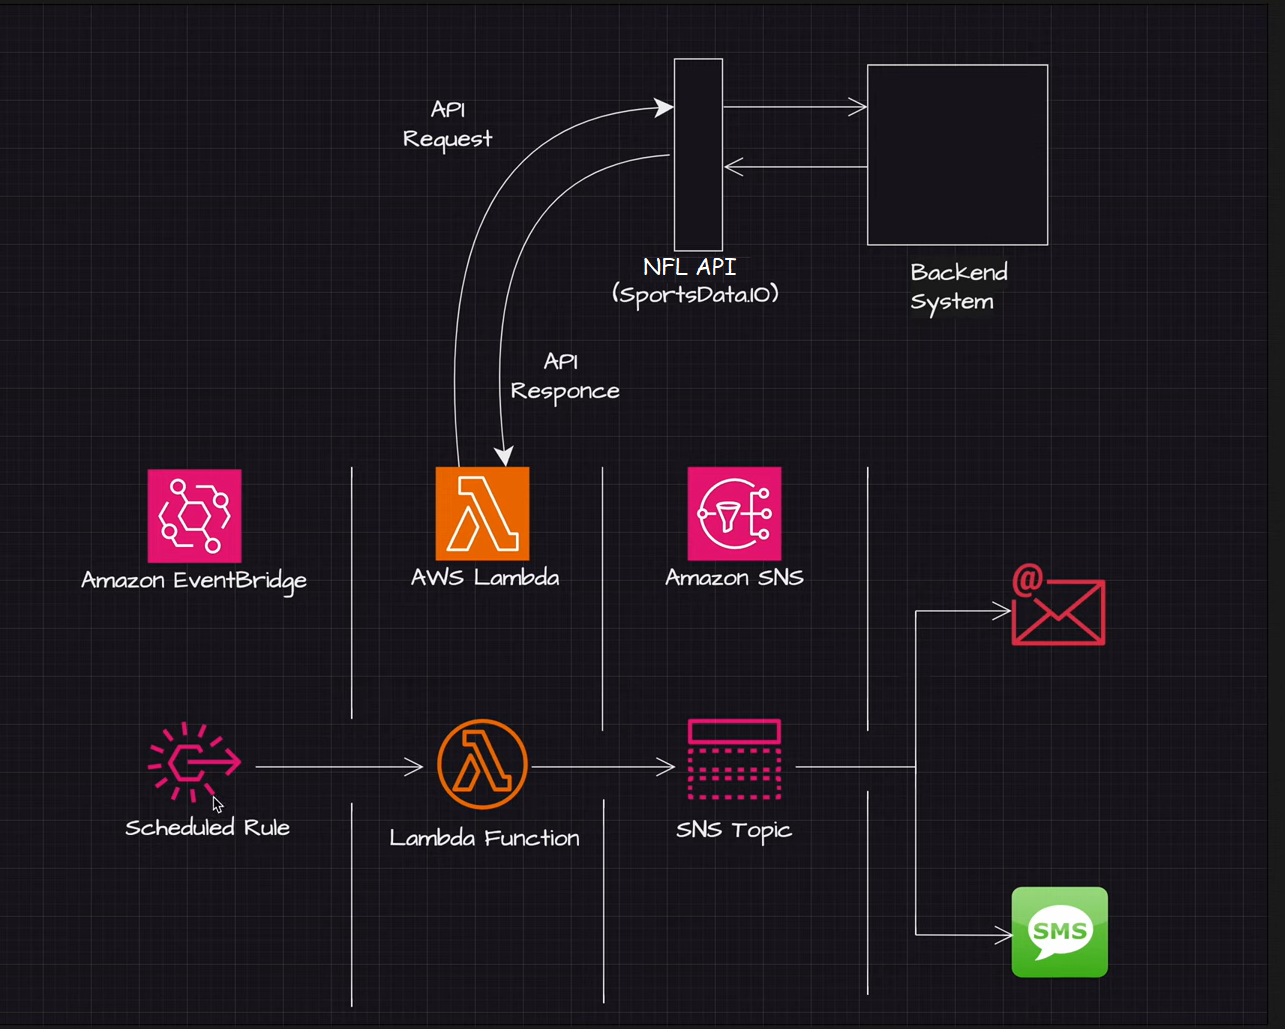 API
Request
NFL API
(SportsData.IO)
Backend
System
API
Responce
Amazon EventBridge
AWS Lambda
Amazon SNS
@
Scheduled Rule
Lambda Function
SNS Topic
SMS